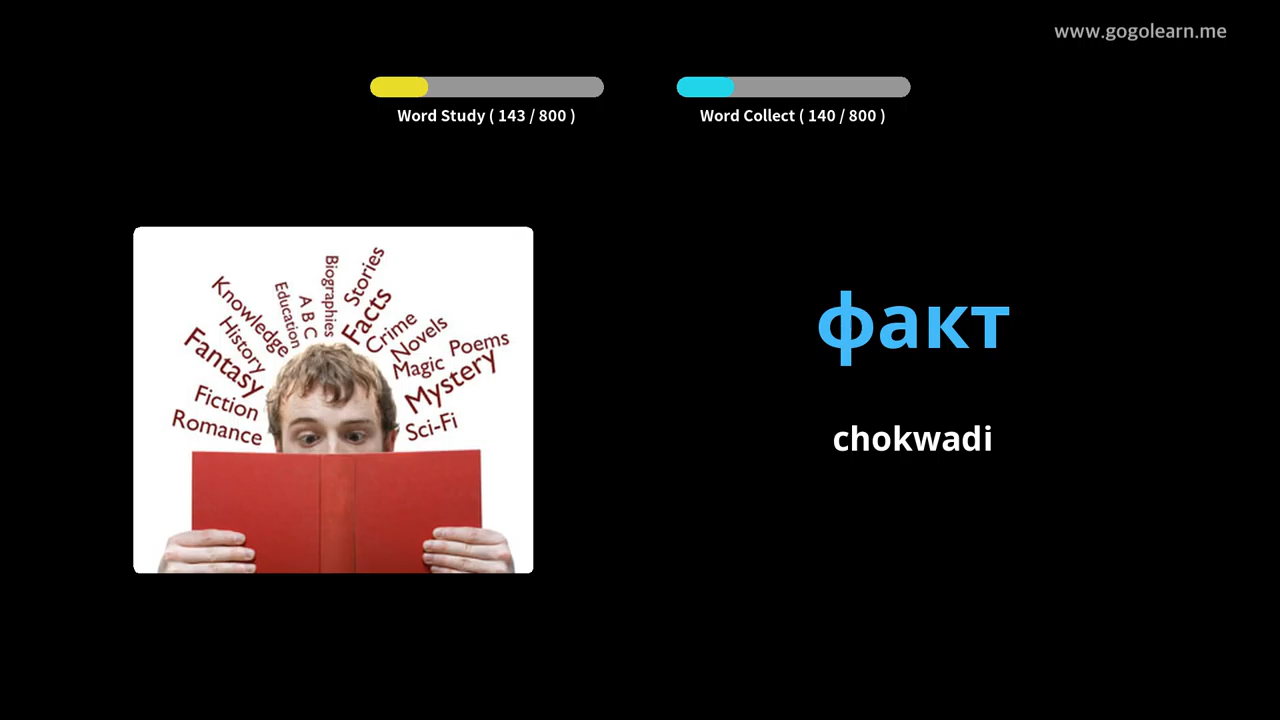 www.gogolearn.me
Word Study ( 143 / 800 )
Word Collect ( 140 / 800 )
Knowledge
Education
A B C
Biographies
Stories
Facts
Crime
Novels
Poems
Magic
Mystery
Sci-Fi
History
Fantasy
Fiction
Romance
факт
chokwadi